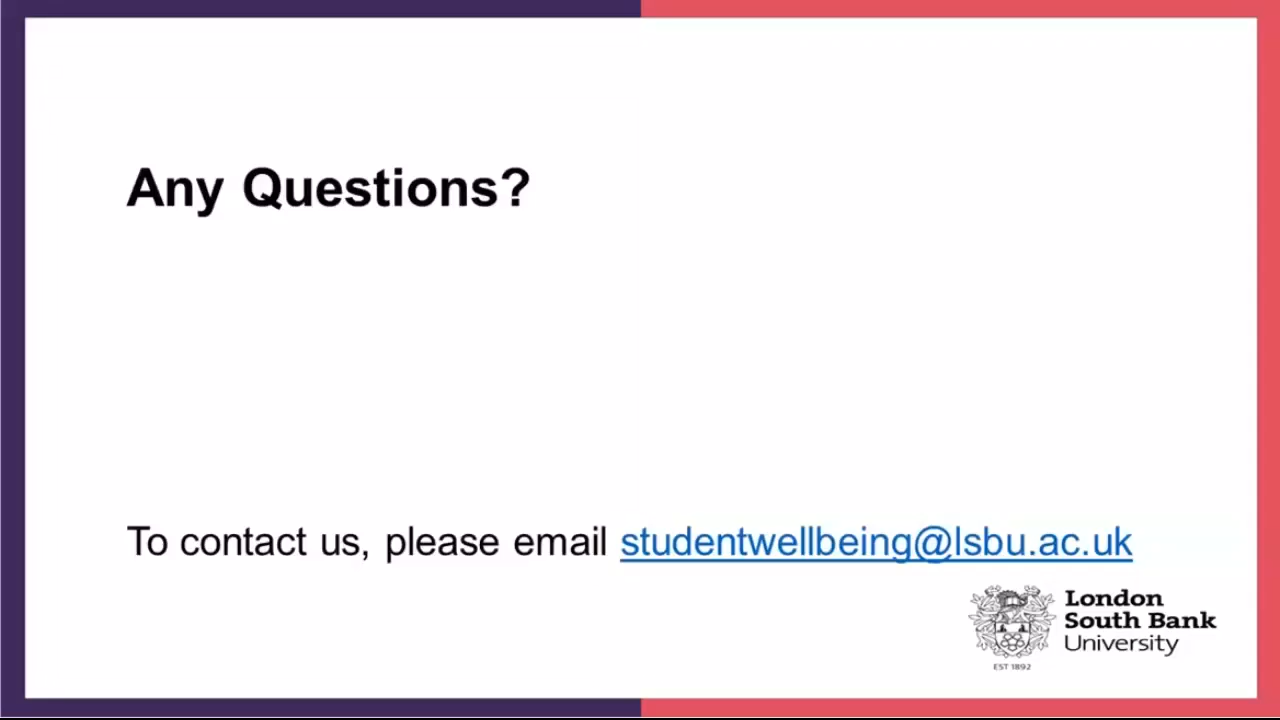 Any Questions?
To contact us, please email studentwellbeing@lsbu.ac.uk
London
South Bank
University
EST 1892